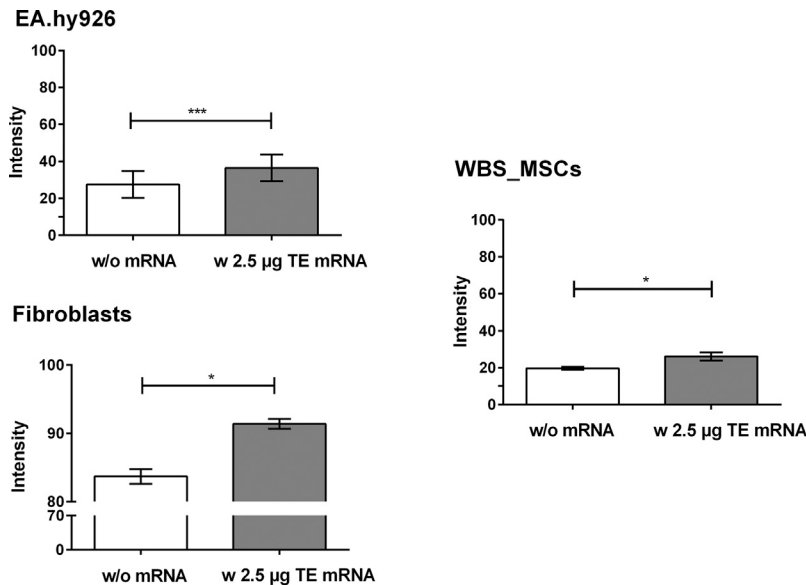 EA.hy926
100
80
60
40
20
0
Intensity
***
w/o mRNA
w 2.5 µg TE mRNA
Fibroblasts
100
90
80
70
0
Intensity
*
w/o mRNA
w 2.5 µg TE mRNA
WBS_MSCs
100
80
60
40
20
0
Intensity
*
w/o mRNA
w 2.5 µg TE mRNA